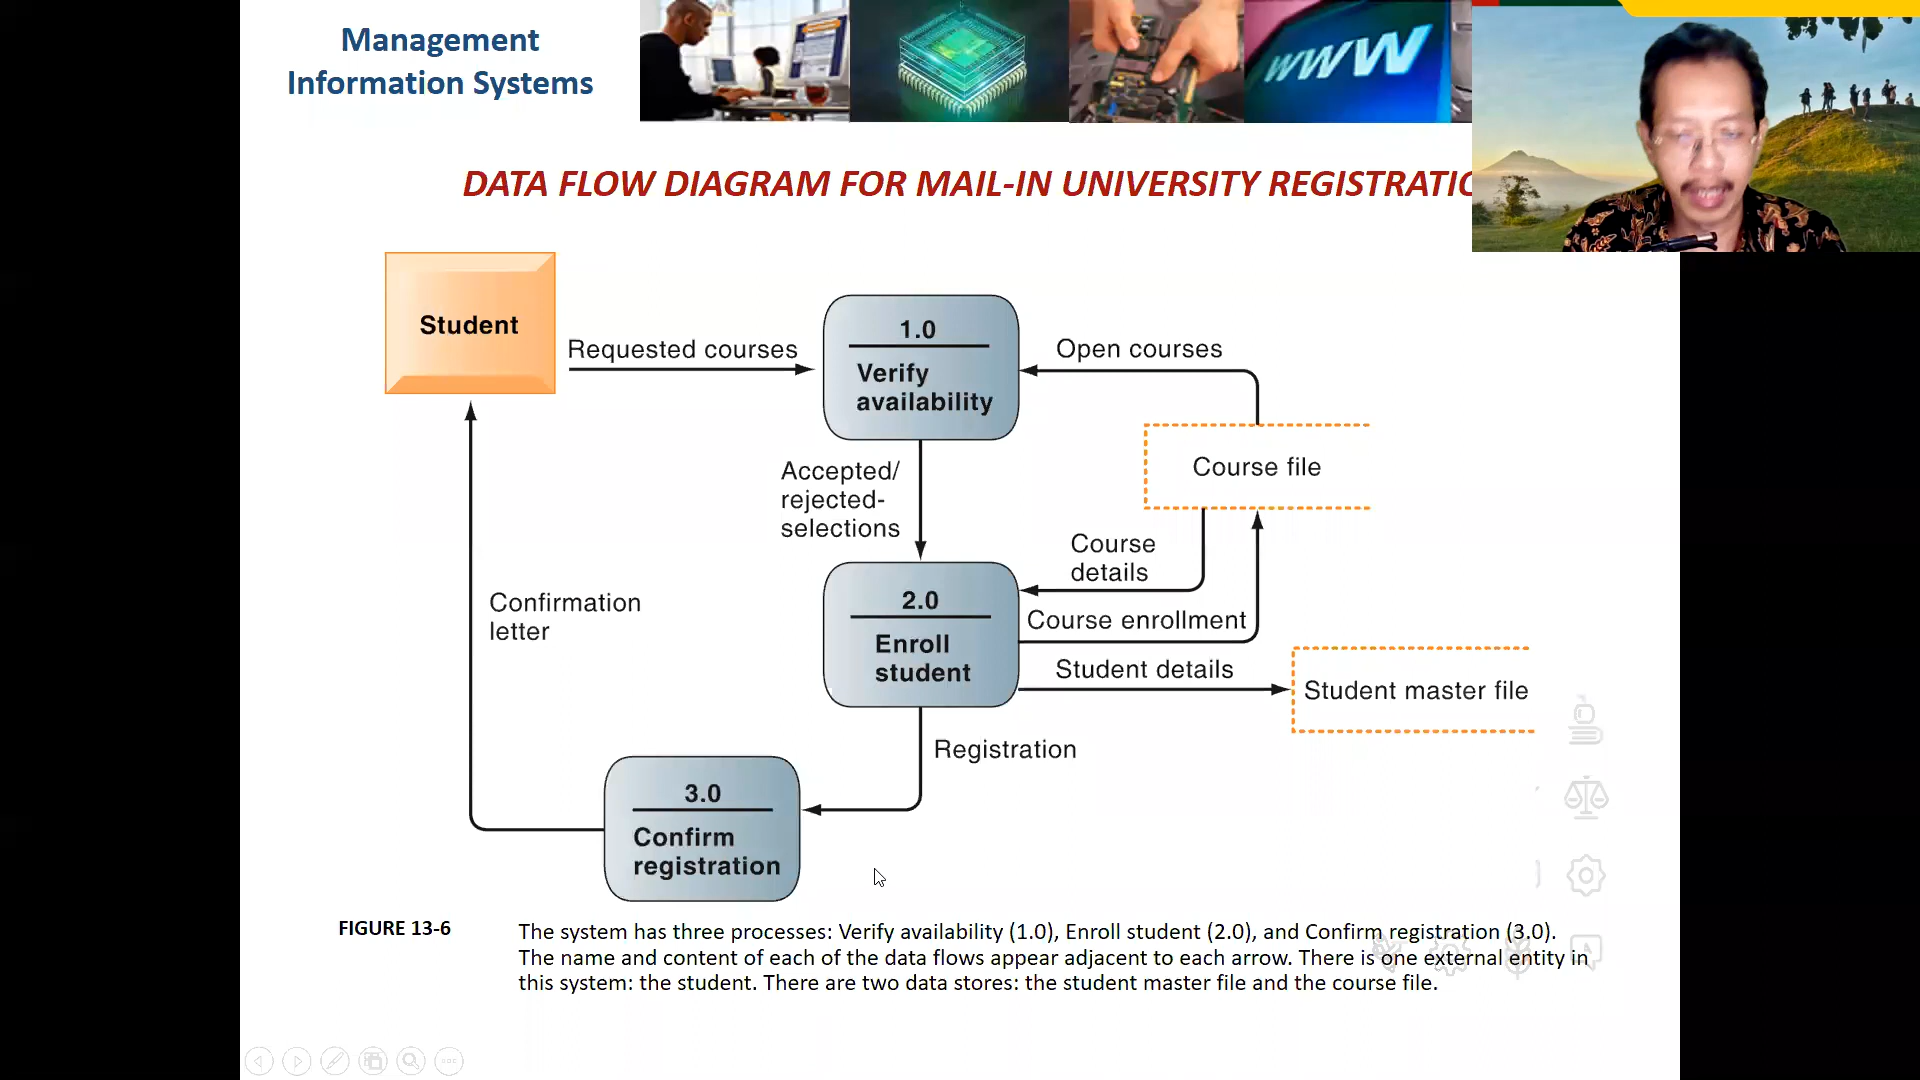 Management
Information Systems
www
DATA FLOW DIAGRAM FOR MAIL-IN UNIVERSITY REGISTRATIO
Student
Requested courses
1.0
Verify
availability
Open courses
Course file
Accepted/
rejected-
selections
Course
details
2.0
Enroll
student
Course enrollment
Student details
Student master file
Confirmation
letter
Registration
3.0
Confirm
registration
FIGURE 13-6
The system has three processes: Verify availability (1.0), Enroll student (2.0), and Confirm registration (3.0).
The name and content of each of the data flows appear adjacent to each arrow. There is one external entity in
this system: the student. There are two data stores: the student master file and the course file.